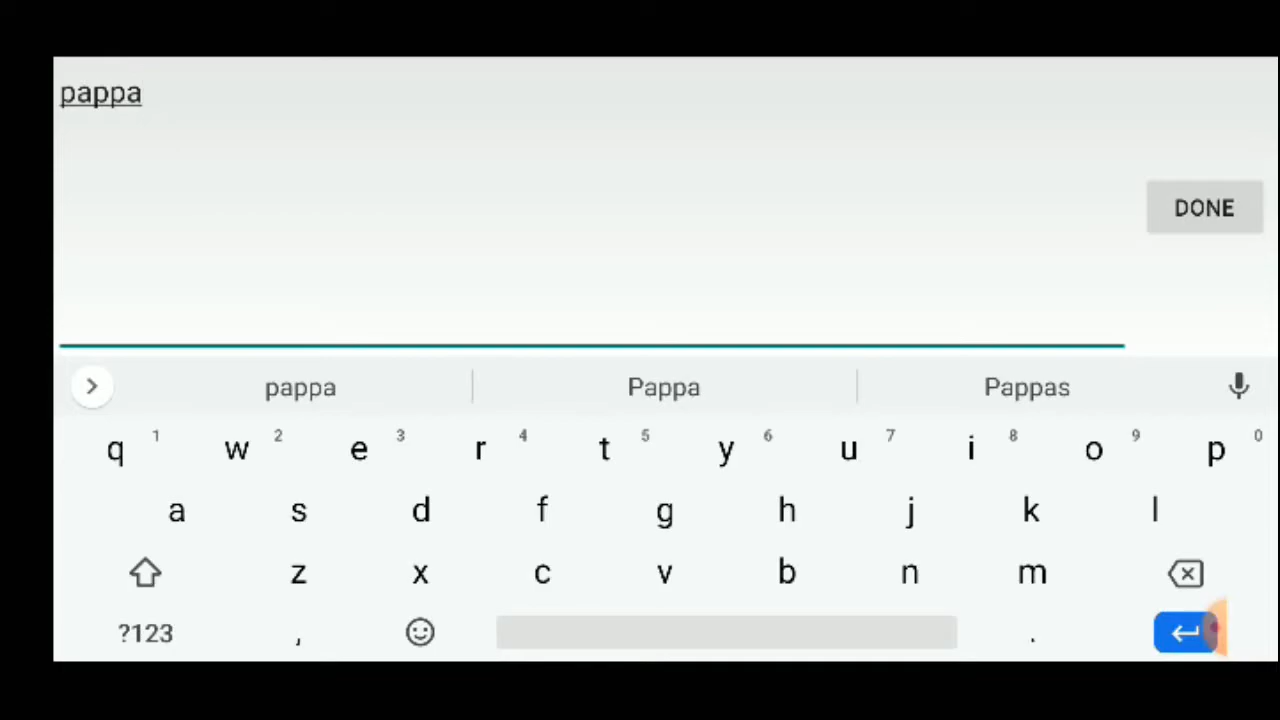 pappa
DONE
pappa Pappa Pappas
q 1 w 2 e 3 r 4 t 5 y 6 u 7 i 8 o 9 p 0
a s d f g h j k l
z x c v b n m
?123 , .